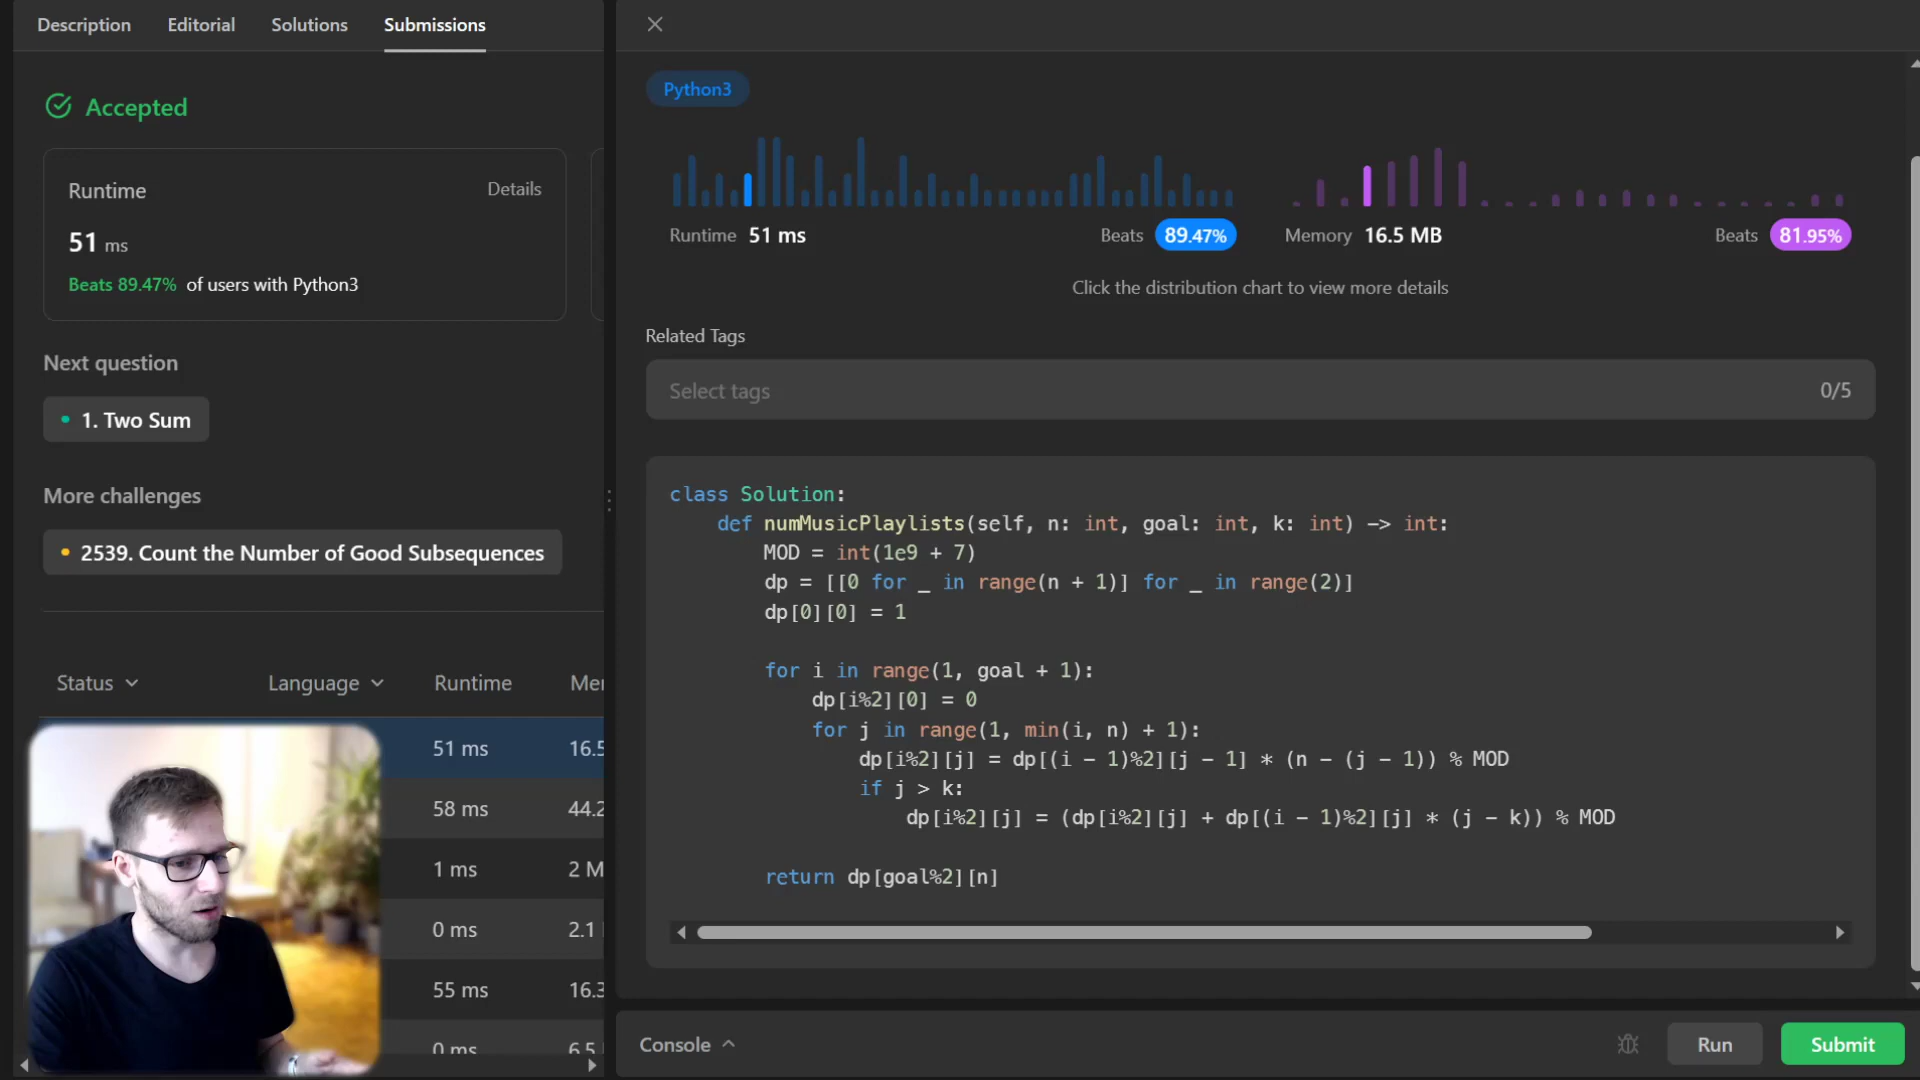 Description Editorial Solutions Submissions
Accepted
Runtime Details
51 ms
Beats 89.47% of users with Python3
Next question
1. Two Sum
More challenges
2539. Count the Number of Good Subsequences
Status Language Runtime
51 ms
58 ms
1 ms
0 ms
55 ms
0 ms
Python3
Runtime 51 ms Beats 89.47% Memory 16.5 MB Beats 81.95%
Click the distribution chart to view more details
Related Tags
Select tags 0/5
class Solution:
def numMusicPlaylists(self, n: int, goal: int, k: int) -> int:
MOD = int(1e9 + 7)
dp = [[0 for _ in range(n + 1)] for _ in range(2)]
dp[0][0] = 1
for i in range(1, goal + 1):
dp[i%2][0] = 0
for j in range(1, min(i, n) + 1):
dp[i%2][j] = dp[(i - 1)%2][j - 1] * (n - (j - 1)) % MOD
if j > k:
dp[i%2][j] = (dp[i%2][j] + dp[(i - 1)%2][j] * (j - k)) % MOD
return dp[goal%2][n]
Console Run Submit